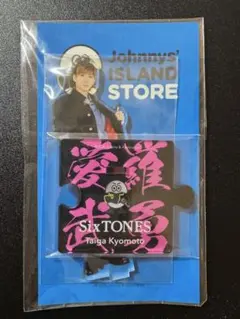 Johnnys'
ISLAND
STORE
愛羅
武勇
SixTONES
Taiga Kyomoto